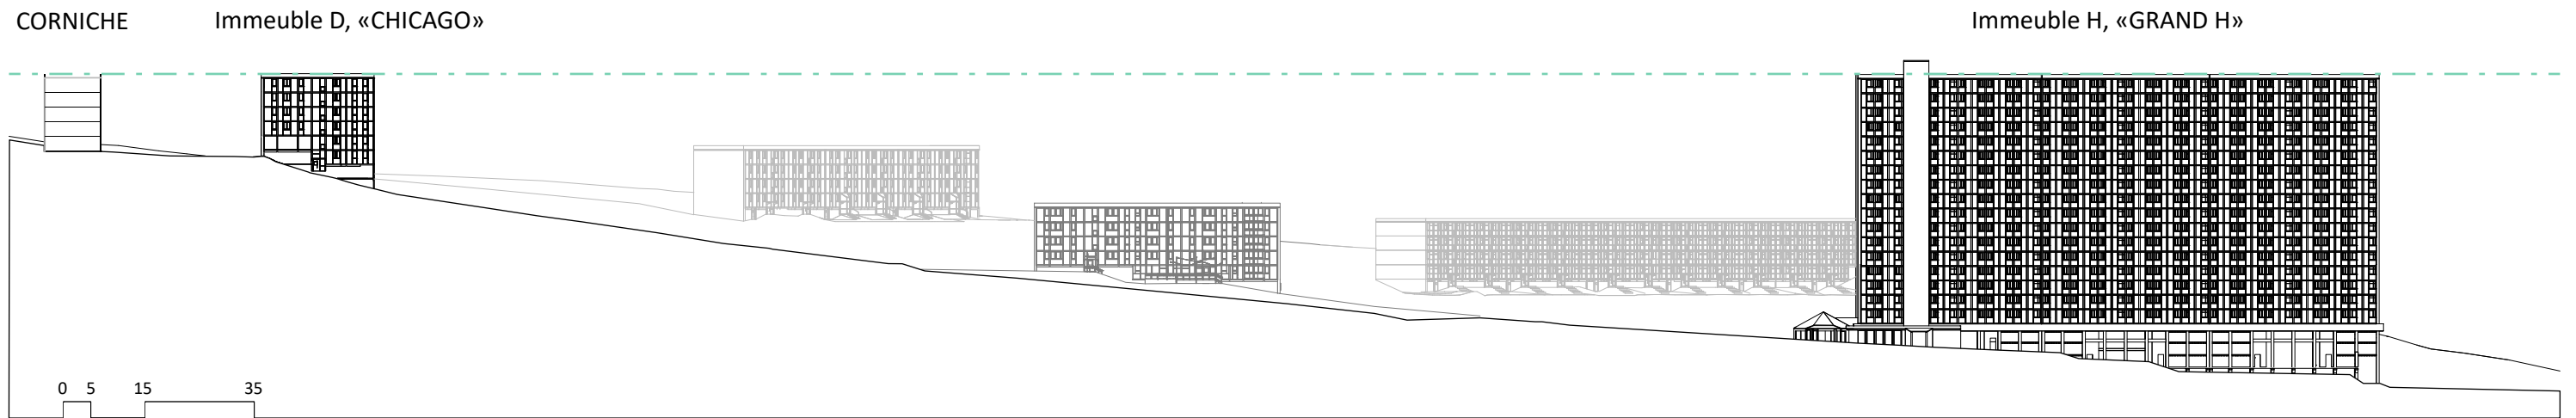 CORNICHE Immeuble D, «CHICAGO» Immeuble H, «GRAND H»
0 5 15 35